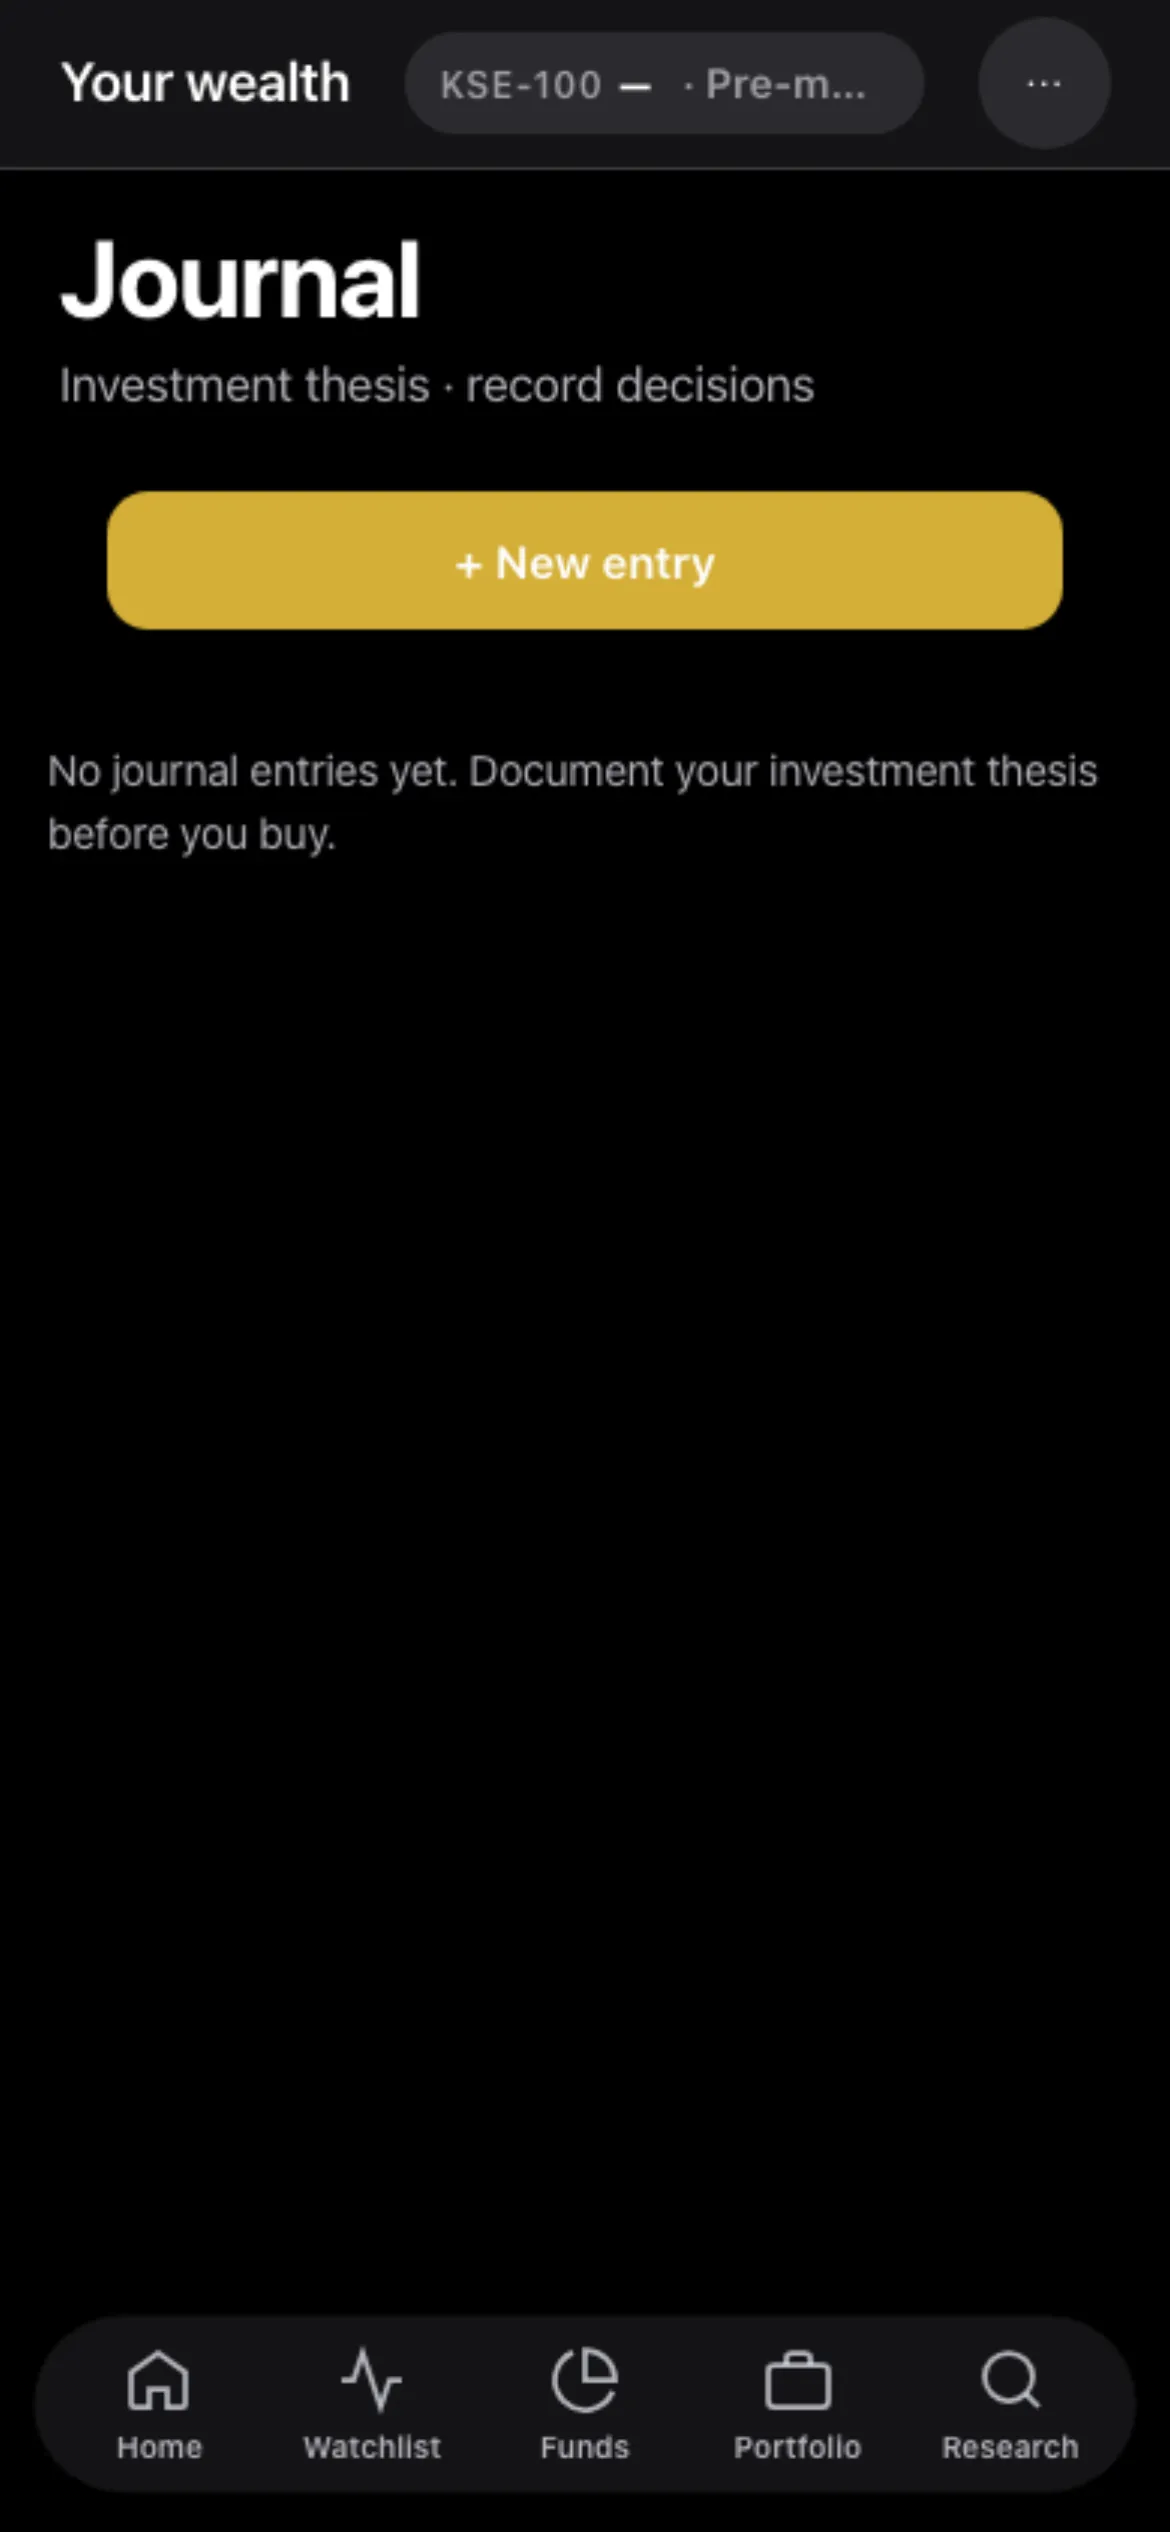 Your wealth
KSE-100 — · Pre-m...
...
Journal
Investment thesis · record decisions
+ New entry
No journal entries yet. Document your investment thesis
before you buy.
Home Watchlist Funds Portfolio Research